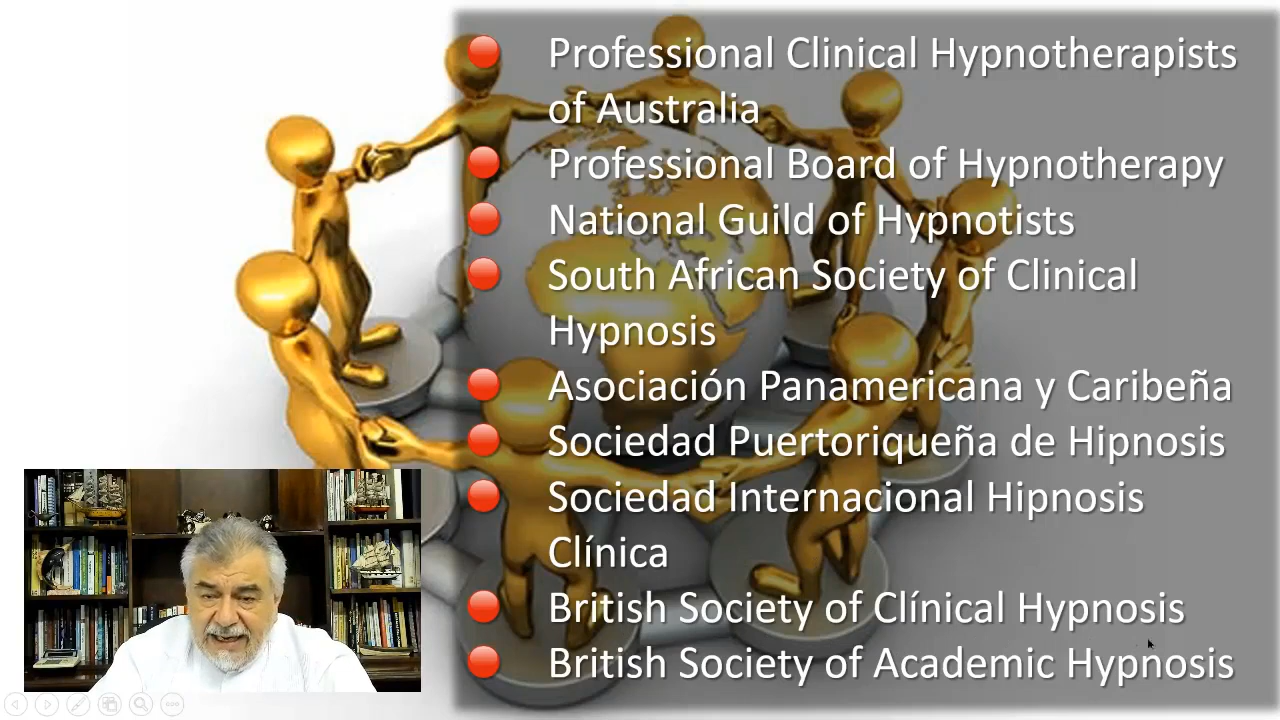 Professional Clinical Hypnotherapists
of Australia
Professional Board of Hypnotherapy
National Guild of Hypnotists
South African Society of Clinical
Hypnosis
Asociación Panamericana y Caribeña
Sociedad Puertoriqueña de Hipnosis
Sociedad Internacional Hipnosis
Clínica
British Society of Clínical Hypnosis
British Society of Academic Hypnosis